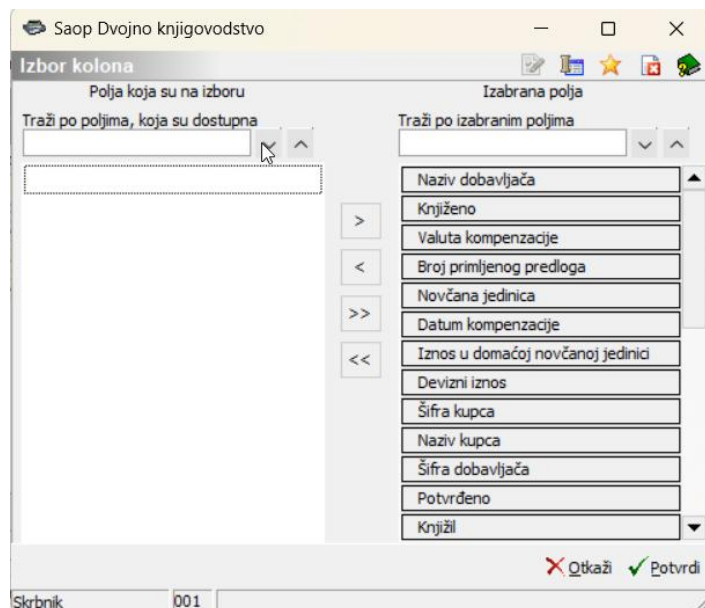 Saop Dvojno knjigovodstvo
Izbor kolona
Polja koja su na izboru
Izabrana polja
Traži po poljima, koja su dostupna
Traži po izabranim poljima
Naziv dobavljača
Knjiženo
Valuta kompenzacije
>
Broj primljenog predloga
<
Novčana jedinica
>>
Datum kompenzacije
Iznos u domaćoj novčanoj jedinici
<<
Devizni iznos
Šifra kupca
Naziv kupca
Šifra dobavljača
Potvrđeno
Knjižil
Otkaži
Potvrdi
Skrbnik
001